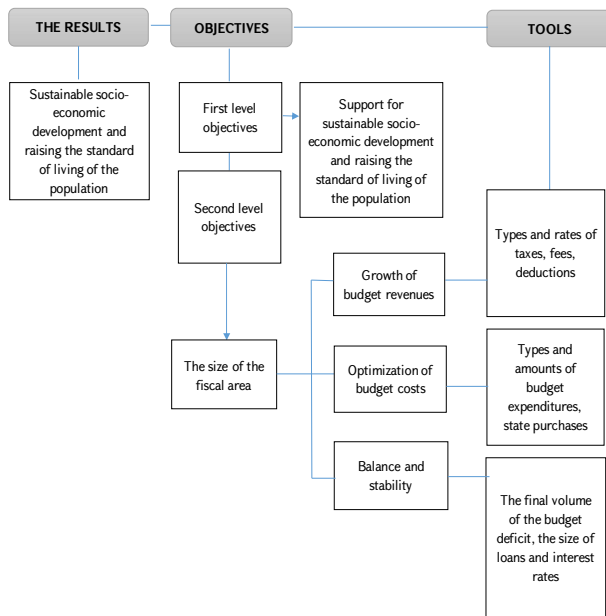 THE RESULTS
OBJECTIVES
TOOLS
Sustainable socio-
economic
development and
raising the standard
of living of the
population
First level
objectives
Support for
sustainable socio-
economic development
and raising the
standard of living of
the population
Second level
objectives
Types and rates of
taxes, fees,
deductions
Growth of
budget revenues
The size of the
fiscal area
Optimization of
budget costs
Types and
amounts of
budget
expenditures,
state purchases
Balance and
stability
The final volume
of the budget
deficit, the size of
loans and interest
rates